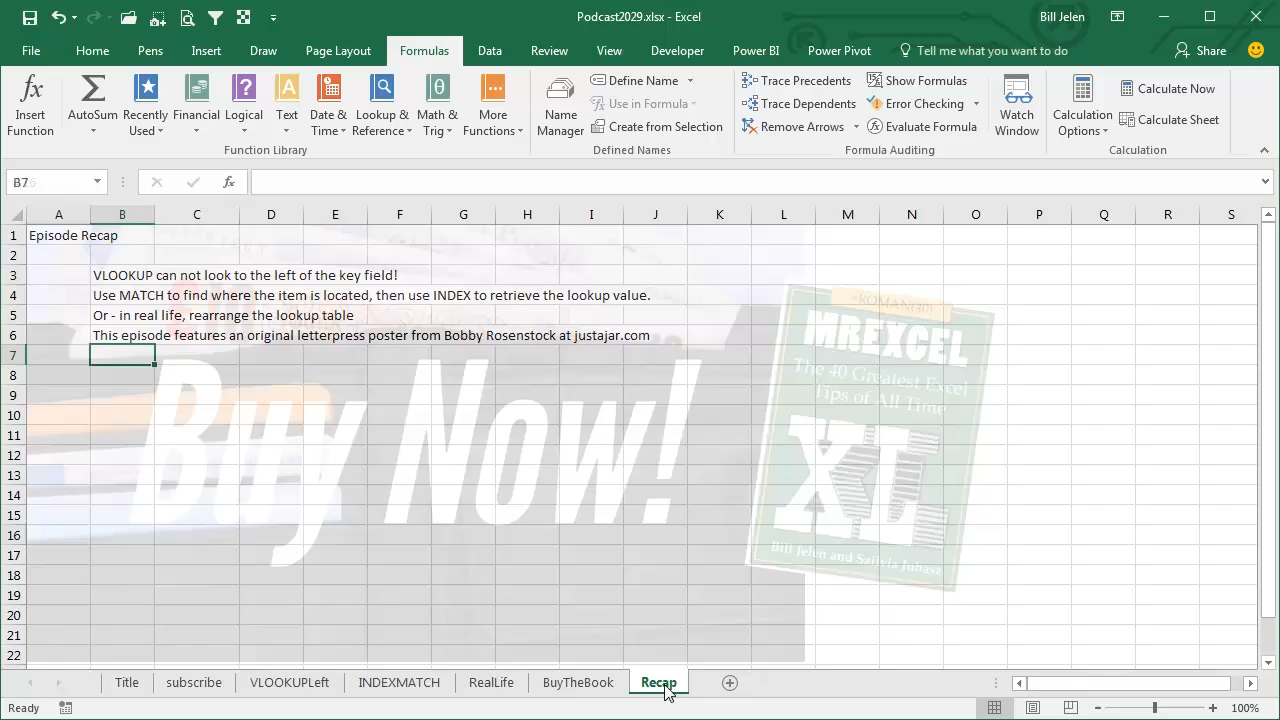 Podcast2029.xlsx - Excel
Bill Jelen
File Home Pens Insert Draw Page Layout Formulas Data Review View Developer Power BI Power Pivot Tell me what you want to do Share
Insert Function
AutoSum
Recently Used
Financial
Logical
Text
Date & Time
Lookup & Reference
Math & Trig
More Functions
Function Library
Name Manager
Define Name
Use in Formula
Create from Selection
Defined Names
Trace Precedents
Trace Dependents
Remove Arrows
Show Formulas
Error Checking
Evaluate Formula
Formula Auditing
Watch Window
Calculation Options
Calculate Now
Calculate Sheet
Calculation
B7
fx
A B C D E F G H I J K L M N O P Q R S
1 Episode Recap
2
3 VLOOKUP can not look to the left of the key field!
4 Use MATCH to find where the item is located, then use INDEX to retrieve the lookup value.
5 Or - in real life, rearrange the lookup table
6 This episode features an original letterpress poster from Bobby Rosenstock at justajar.com
7
8
9
10
11
12
13
14
15
16
17
18
19
20
21
22
Buy Now!
MREXCEL
The 40 Greatest Excel
Tips of All Time
XL
Bill Jelen and Szilvia Juhasz
Title subscribe VLOOKUPLeft INDEXMATCH RealLife BuyTheBook Recap
Ready
100%